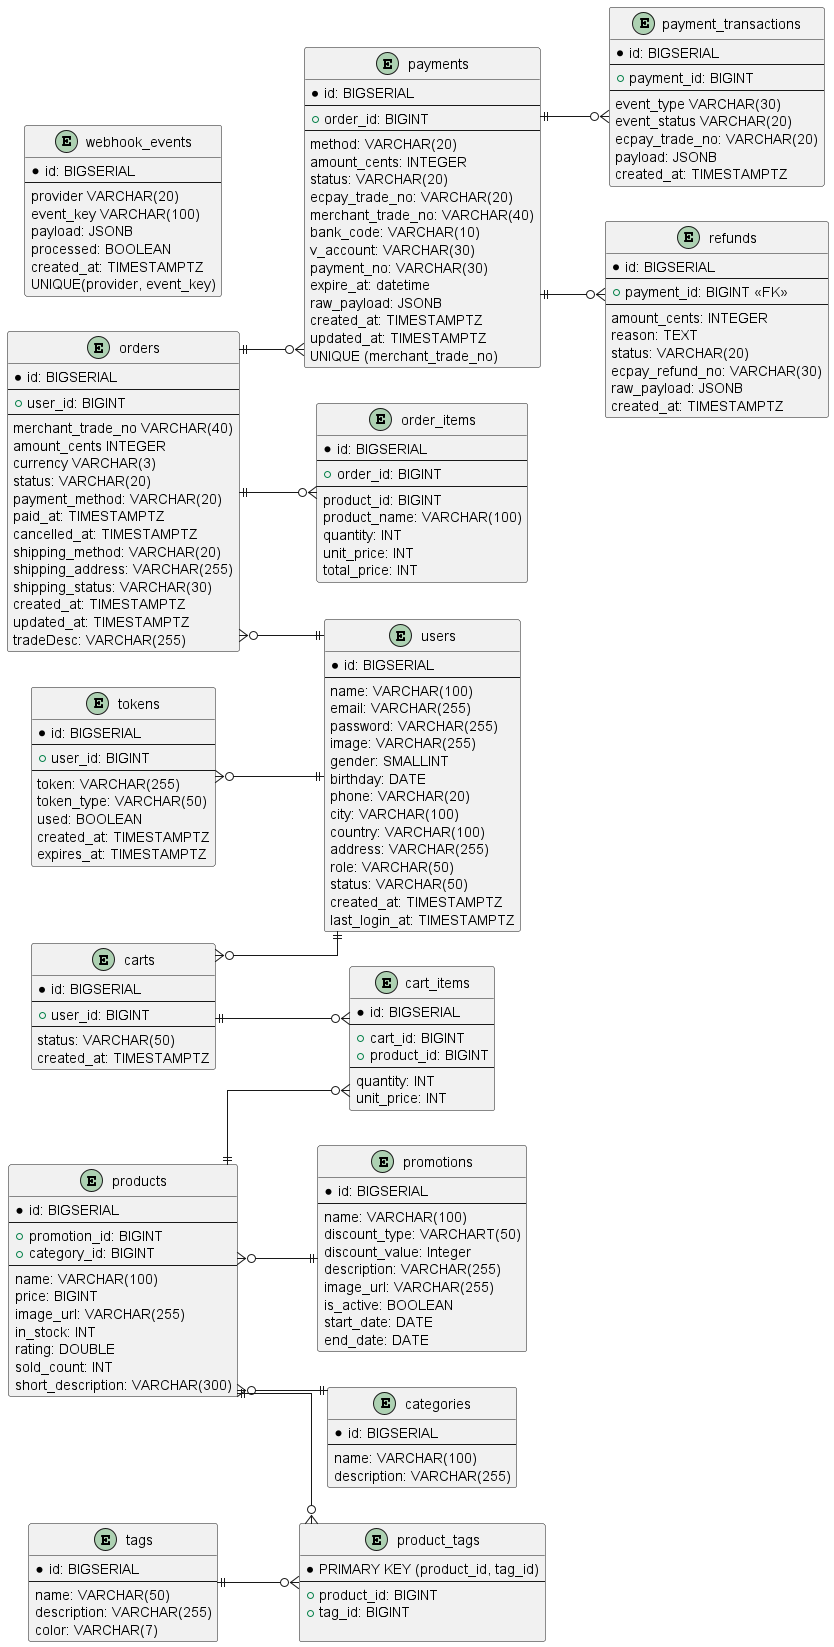 E payment_transactions
id: BIGSERIAL
payment_id: BIGINT
event_type VARCHAR(30)
event_status VARCHAR(20)
ecpay_trade_no: VARCHAR(20)
payload: JSONB
created_at: TIMESTAMPTZ
E payments
id: BIGSERIAL
order_id: BIGINT
method: VARCHAR(20)
amount_cents: INTEGER
status: VARCHAR(20)
ecpay_trade_no: VARCHAR(20)
merchant_trade_no: VARCHAR(40)
bank_code: VARCHAR(10)
v_account: VARCHAR(30)
payment_no: VARCHAR(30)
expire_at: datetime
raw_payload: JSONB
created_at: TIMESTAMPTZ
updated_at: TIMESTAMPTZ
UNIQUE (merchant_trade_no)
E webhook_events
id: BIGSERIAL
provider VARCHAR(20)
event_key VARCHAR(100)
payload: JSONB
processed: BOOLEAN
created_at: TIMESTAMPTZ
UNIQUE(provider, event_key)
E refunds
id: BIGSERIAL
payment_id: BIGINT «FK»
amount_cents: INTEGER
reason: TEXT
status: VARCHAR(20)
ecpay_refund_no: VARCHAR(30)
raw_payload: JSONB
created_at: TIMESTAMPTZ
E orders
id: BIGSERIAL
user_id: BIGINT
merchant_trade_no VARCHAR(40)
amount_cents INTEGER
currency VARCHAR(3)
status: VARCHAR(20)
payment_method: VARCHAR(20)
paid_at: TIMESTAMPTZ
cancelled_at: TIMESTAMPTZ
shipping_method: VARCHAR(20)
shipping_address: VARCHAR(255)
shipping_status: VARCHAR(30)
created_at: TIMESTAMPTZ
updated_at: TIMESTAMPTZ
tradeDesc: VARCHAR(255)
E order_items
id: BIGSERIAL
order_id: BIGINT
product_id: BIGINT
product_name: VARCHAR(100)
quantity: INT
unit_price: INT
total_price: INT
E users
id: BIGSERIAL
name: VARCHAR(100)
email: VARCHAR(255)
password: VARCHAR(255)
image: VARCHAR(255)
gender: SMALLINT
birthday: DATE
phone: VARCHAR(20)
city: VARCHAR(100)
country: VARCHAR(100)
address: VARCHAR(255)
role: VARCHAR(50)
status: VARCHAR(50)
created_at: TIMESTAMPTZ
last_login_at: TIMESTAMPTZ
E tokens
id: BIGSERIAL
user_id: BIGINT
token: VARCHAR(255)
token_type: VARCHAR(50)
used: BOOLEAN
created_at: TIMESTAMPTZ
expires_at: TIMESTAMPTZ
E carts
id: BIGSERIAL
user_id: BIGINT
status: VARCHAR(50)
created_at: TIMESTAMPTZ
E cart_items
id: BIGSERIAL
cart_id: BIGINT
product_id: BIGINT
quantity: INT
unit_price: INT
E products
id: BIGSERIAL
promotion_id: BIGINT
category_id: BIGINT
name: VARCHAR(100)
price: BIGINT
image_url: VARCHAR(255)
in_stock: INT
rating: DOUBLE
sold_count: INT
short_description: VARCHAR(300)
E promotions
id: BIGSERIAL
name: VARCHAR(100)
discount_type: VARCHART(50)
discount_value: Integer
description: VARCHAR(255)
image_url: VARCHAR(255)
is_active: BOOLEAN
start_date: DATE
end_date: DATE
E categories
id: BIGSERIAL
name: VARCHAR(100)
description: VARCHAR(255)
E tags
id: BIGSERIAL
name: VARCHAR(50)
description: VARCHAR(255)
color: VARCHAR(7)
E product_tags
PRIMARY KEY (product_id, tag_id)
product_id: BIGINT
tag_id: BIGINT